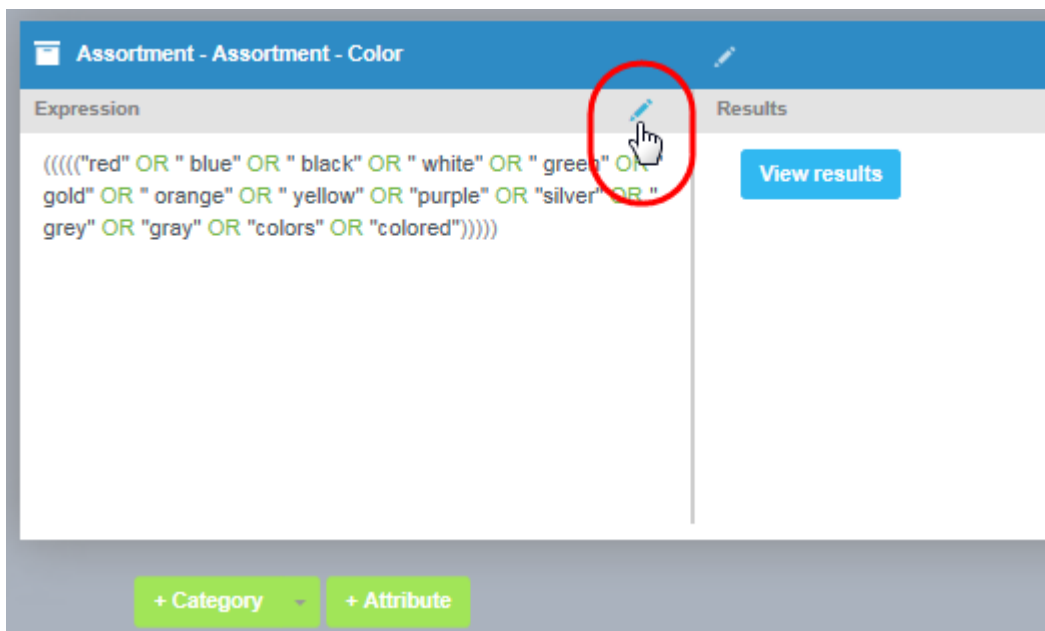 Assortment - Assortment - Color
Expression
Results
((((("red" OR " blue" OR " black" OR " white" OR " green" OR "
gold" OR " orange" OR " yellow" OR "purple" OR "silver" OR "
grey" OR "gray" OR "colors" OR "colored")))))
View results
+ Category
+ Attribute